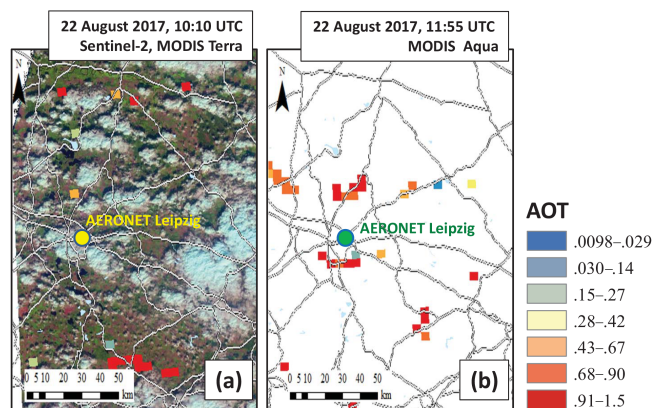 22 August 2017, 10:10 UTC
Sentinel-2, MODIS Terra
22 August 2017, 11:55 UTC
MODIS Aqua
N
N
AERONET Leipzig
AERONET Leipzig
AOT
.0098–.029
.030–.14
.15–.27
.28–.42
.43–.67
.68–.90
.91–1.5
0 5 10 20 30 40 50
km
(a)
0 5 10 20 30 40 50
km
(b)